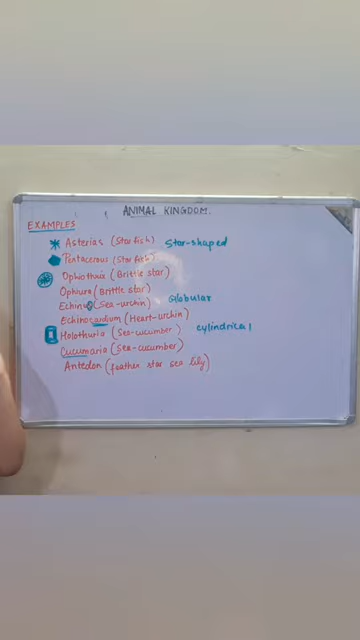 ANIMAL KINGDOM.
EXAMPLES
Asterias (Star fish) Star-shaped
Pentacerous (Star fish)
Ophiothrix (Brittle star)
Ophiura (Brittle star)
Echinus (Sea-urchin) Globular
Echinocardium (Heart-urchin)
Holothuria (Sea-cucumber) cylindrical
Cucumaria (Sea-cucumber)
Antedon (feather star sea lily)